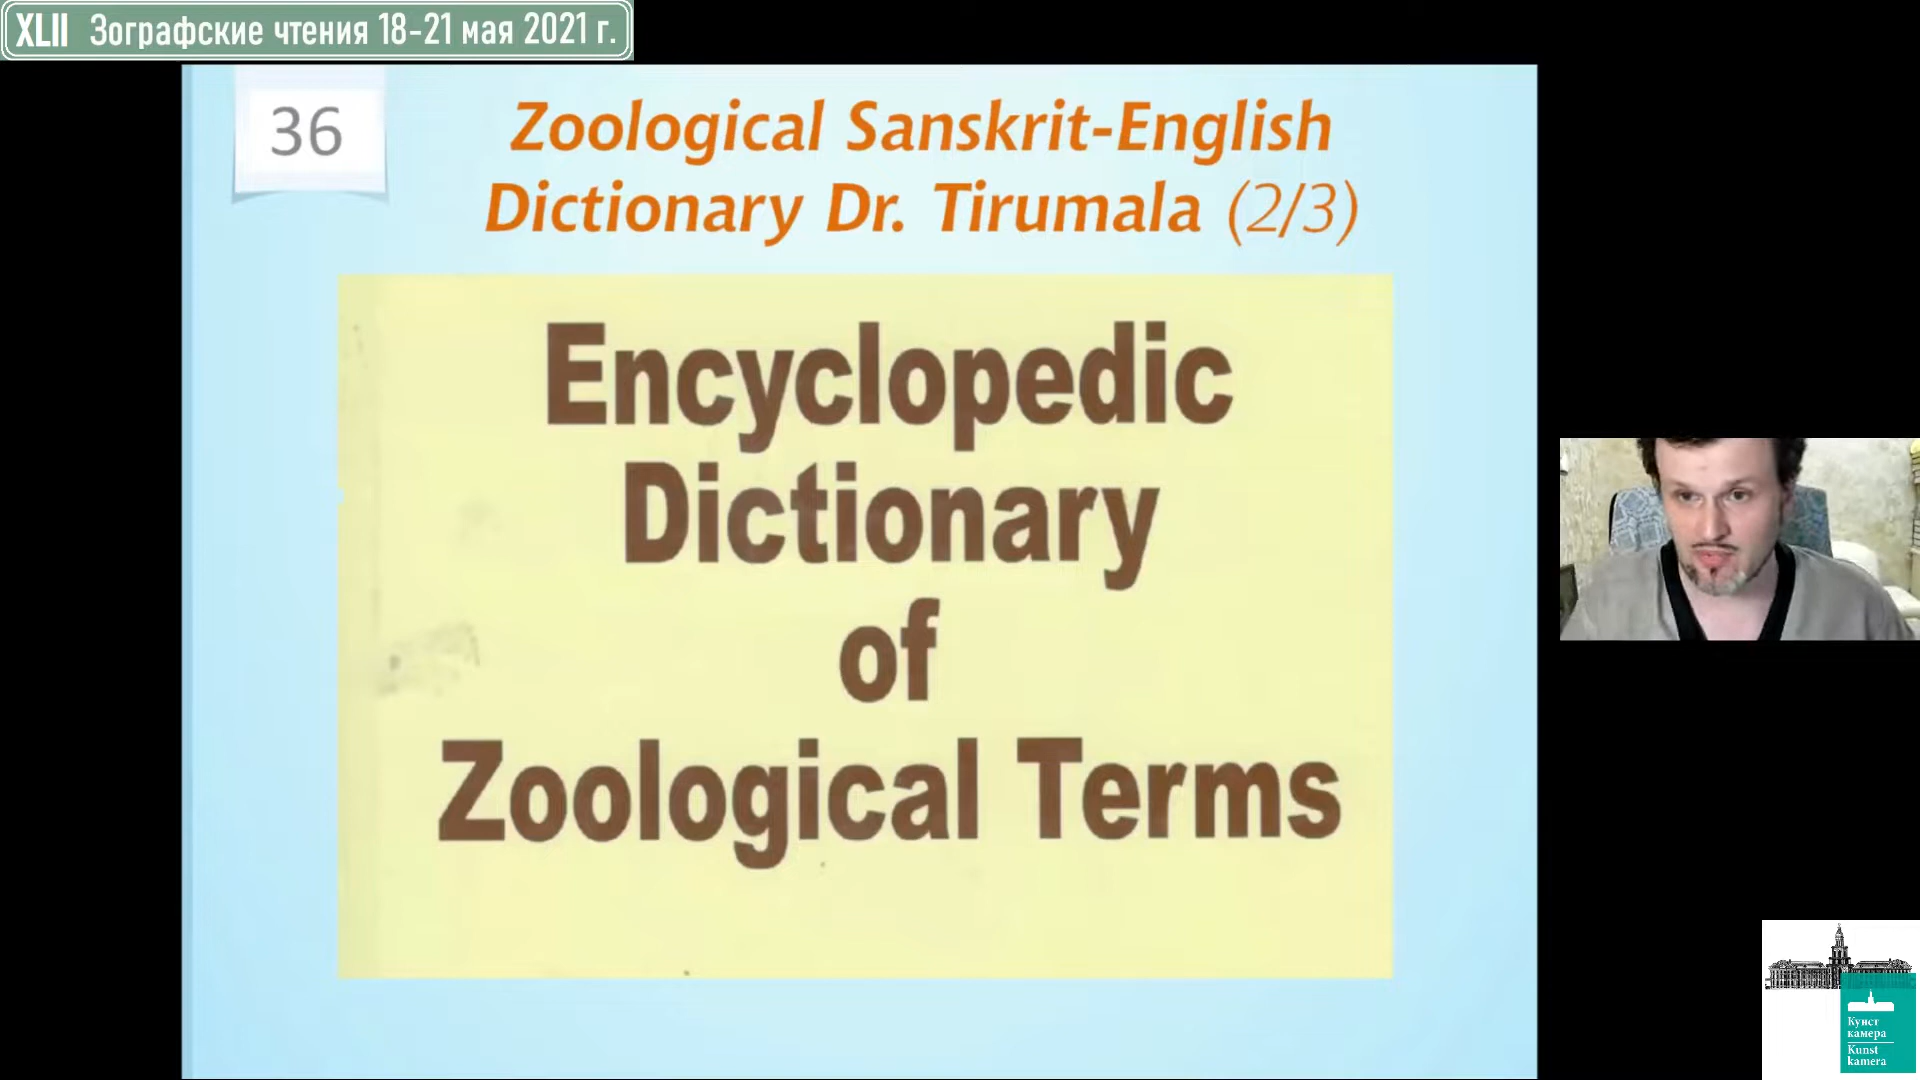 XLII Зографские чтения 18-21 мая 2021 г.
36
Zoological Sanskrit-English
Dictionary Dr. Tirumala (2/3)
Encyclopedic
Dictionary
of
Zoological Terms
Кунст
камера
Kunst
kamera